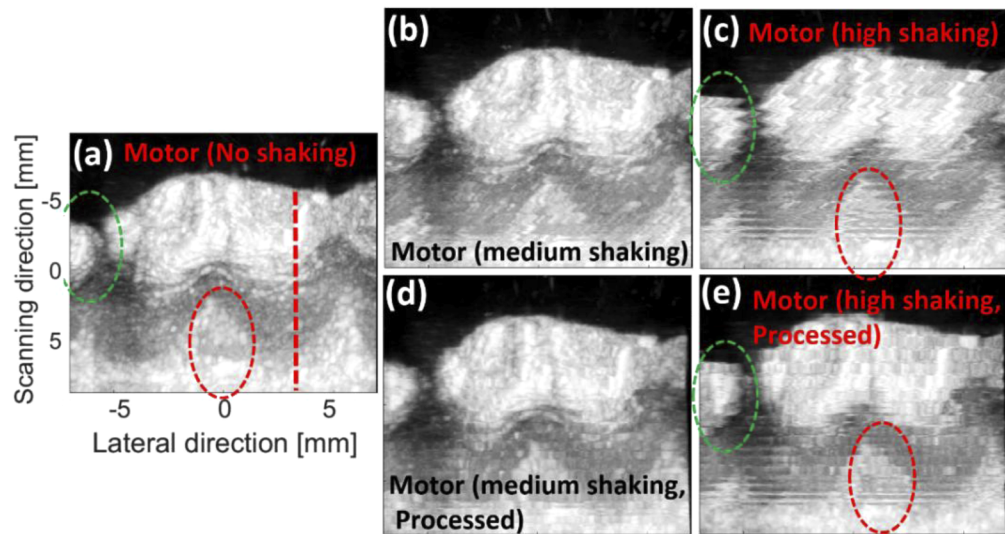 (a) Motor (No shaking)
Scanning direction [mm]
-5
0
5
-5 0 5
Lateral direction [mm]
(b)
Motor (medium shaking)
(c) Motor (high shaking)
(d)
Motor (medium shaking,
Processed)
(e) Motor (high shaking,
Processed)